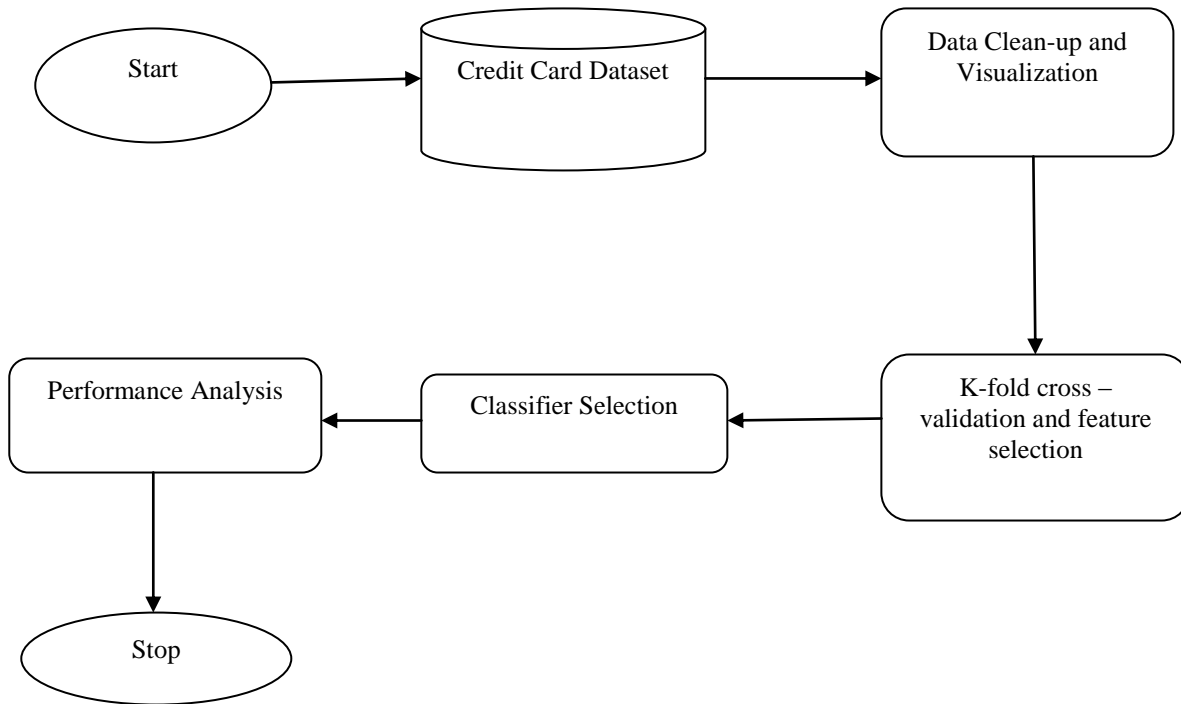 Start
Credit Card Dataset
Data Clean-up and
Visualization
K-fold cross –
validation and feature
selection
Classifier Selection
Performance Analysis
Stop